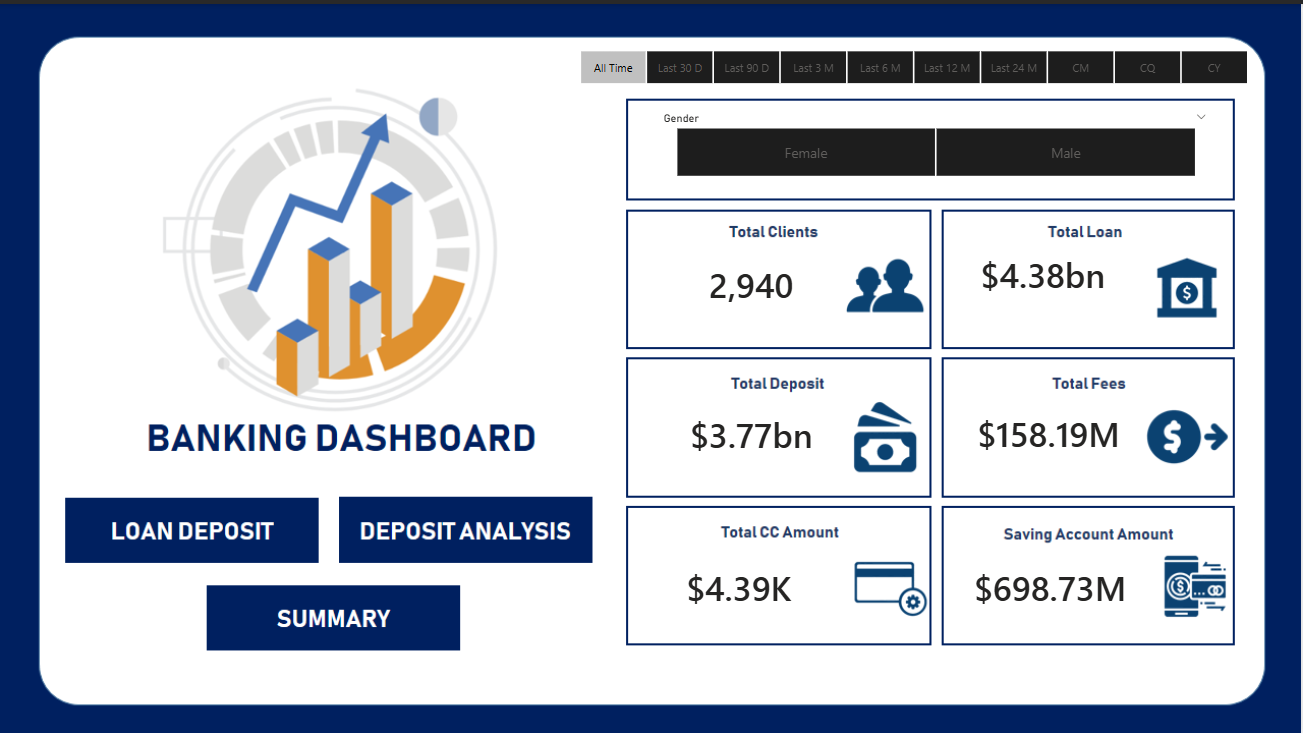 All Time Last 30 D Last 90 D Last 3 M Last 6 M Last 12 M Last 24 M CM CQ CY
Gender
Female Male
Total Clients
2,940
Total Loan
$4.38bn
Total Deposit
$3.77bn
Total Fees
$158.19M
Total CC Amount
$4.39K
Saving Account Amount
$698.73M
BANKING DASHBOARD
LOAN DEPOSIT
DEPOSIT ANALYSIS
SUMMARY